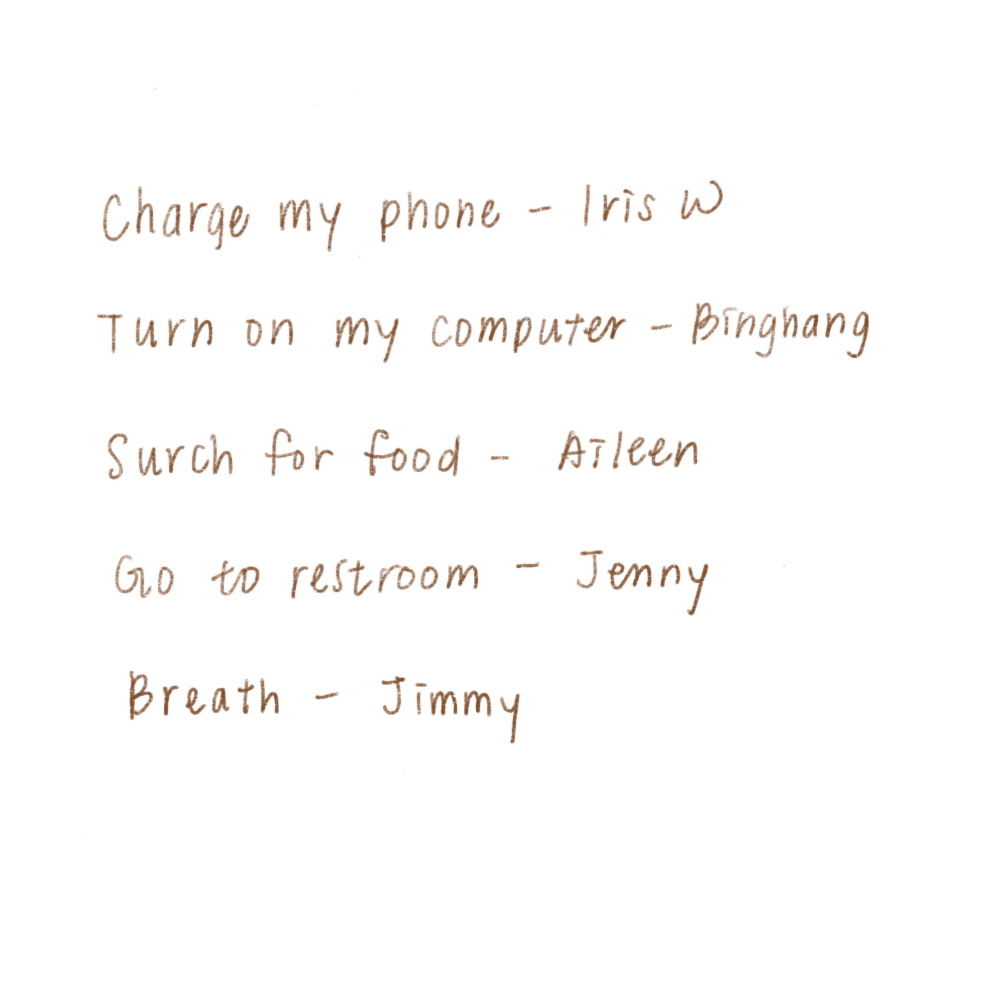 Charge my phone - Iris W
Turn on my computer - Binghang
Surch for food - Aileen
Go to restroom - Jenny
Breath - Jimmy